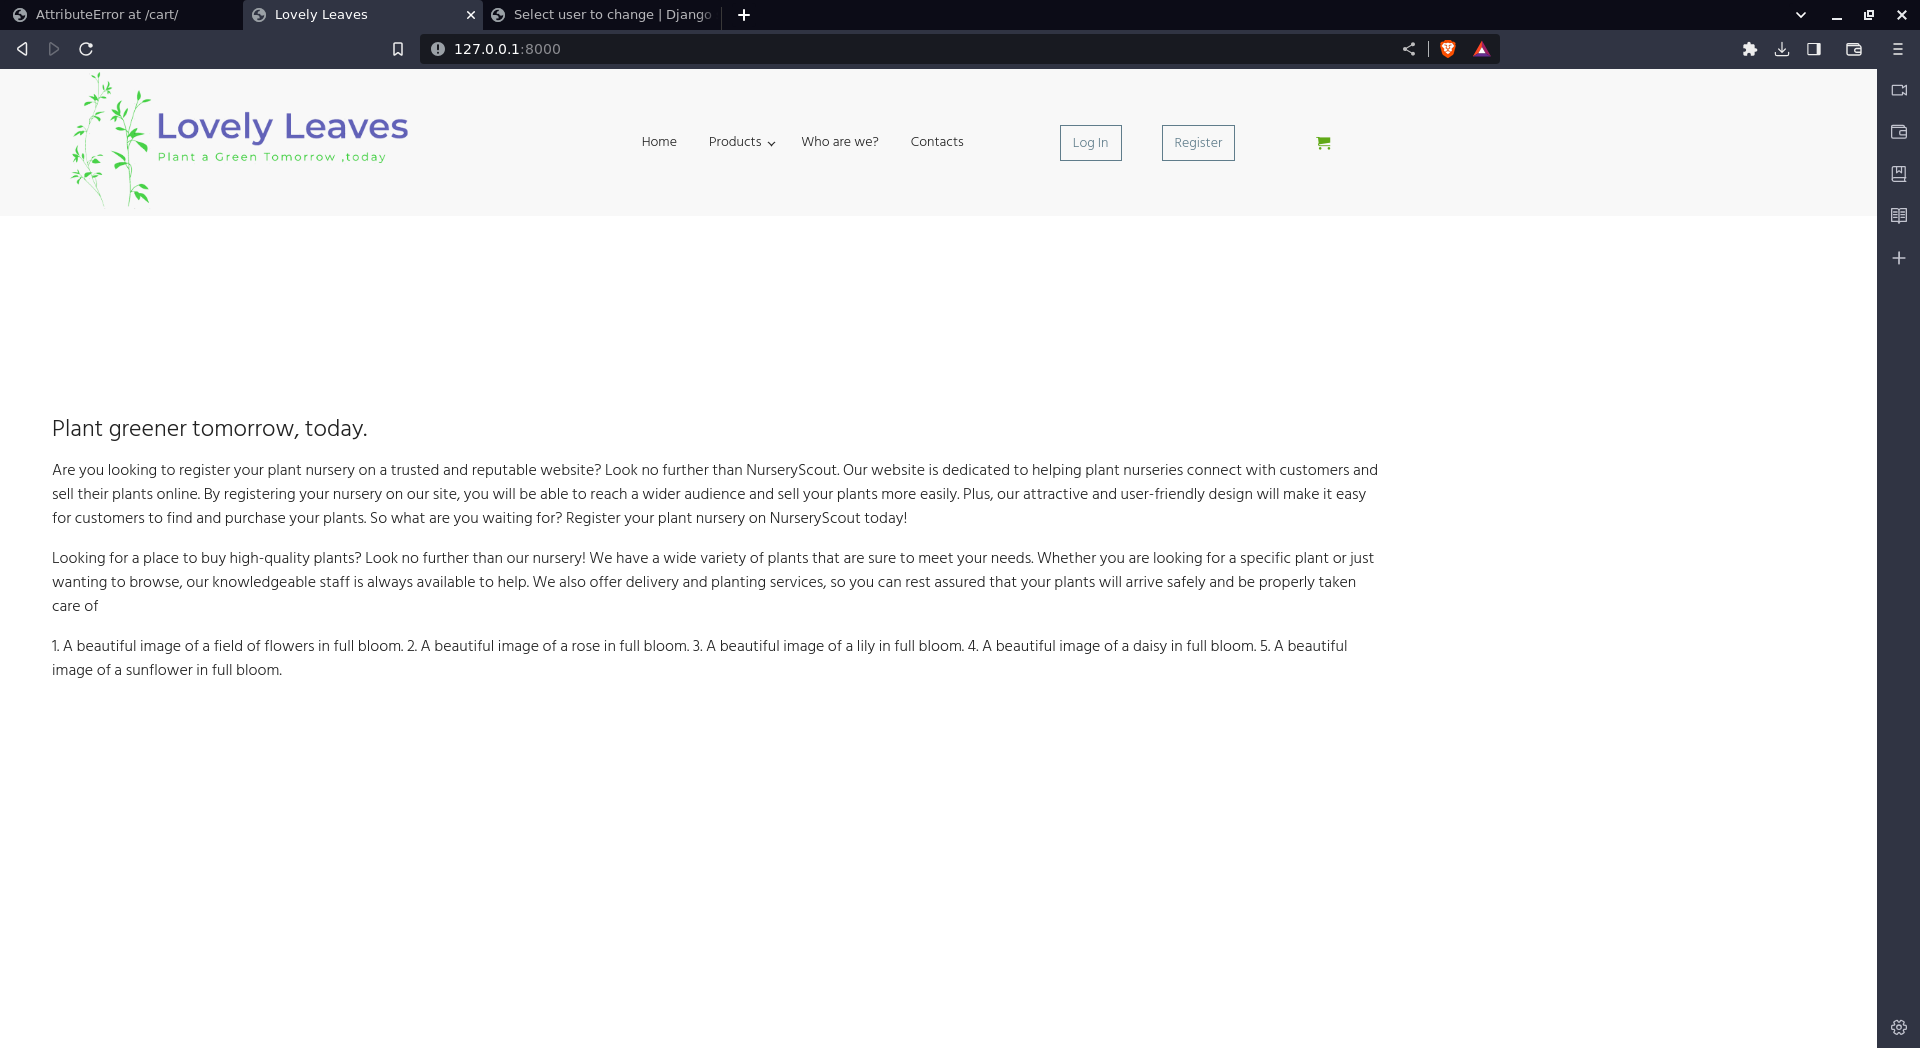 AttributeError at /cart/
Lovely Leaves
Select user to change | Django
127.0.0.1:8000
Lovely Leaves
Plant a Green Tomorrow ,today
Home
Products
Who are we?
Contacts
Log In
Register
Plant greener tomorrow, today.
Are you looking to register your plant nursery on a trusted and reputable website? Look no further than NurseryScout. Our website is dedicated to helping plant nurseries connect with customers and
sell their plants online. By registering your nursery on our site, you will be able to reach a wider audience and sell your plants more easily. Plus, our attractive and user-friendly design will make it easy
for customers to find and purchase your plants. So what are you waiting for? Register your plant nursery on NurseryScout today!
Looking for a place to buy high-quality plants? Look no further than our nursery! We have a wide variety of plants that are sure to meet your needs. Whether you are looking for a specific plant or just
wanting to browse, our knowledgeable staff is always available to help. We also offer delivery and planting services, so you can rest assured that your plants will arrive safely and be properly taken
care of
1. A beautiful image of a field of flowers in full bloom. 2. A beautiful image of a rose in full bloom. 3. A beautiful image of a lily in full bloom. 4. A beautiful image of a daisy in full bloom. 5. A beautiful
image of a sunflower in full bloom.